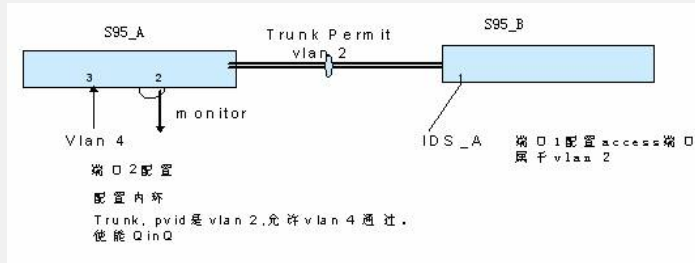 S95_A
Trunk Permit
vlan 2
S95_B
3
2
1
monitor
Vlan 4
IDS_A
端口1配置access端口
属于vlan 2
端口2配置
配置内环
Trunk, pvid是vlan 2,允许vlan 4通过.
使能QinQ